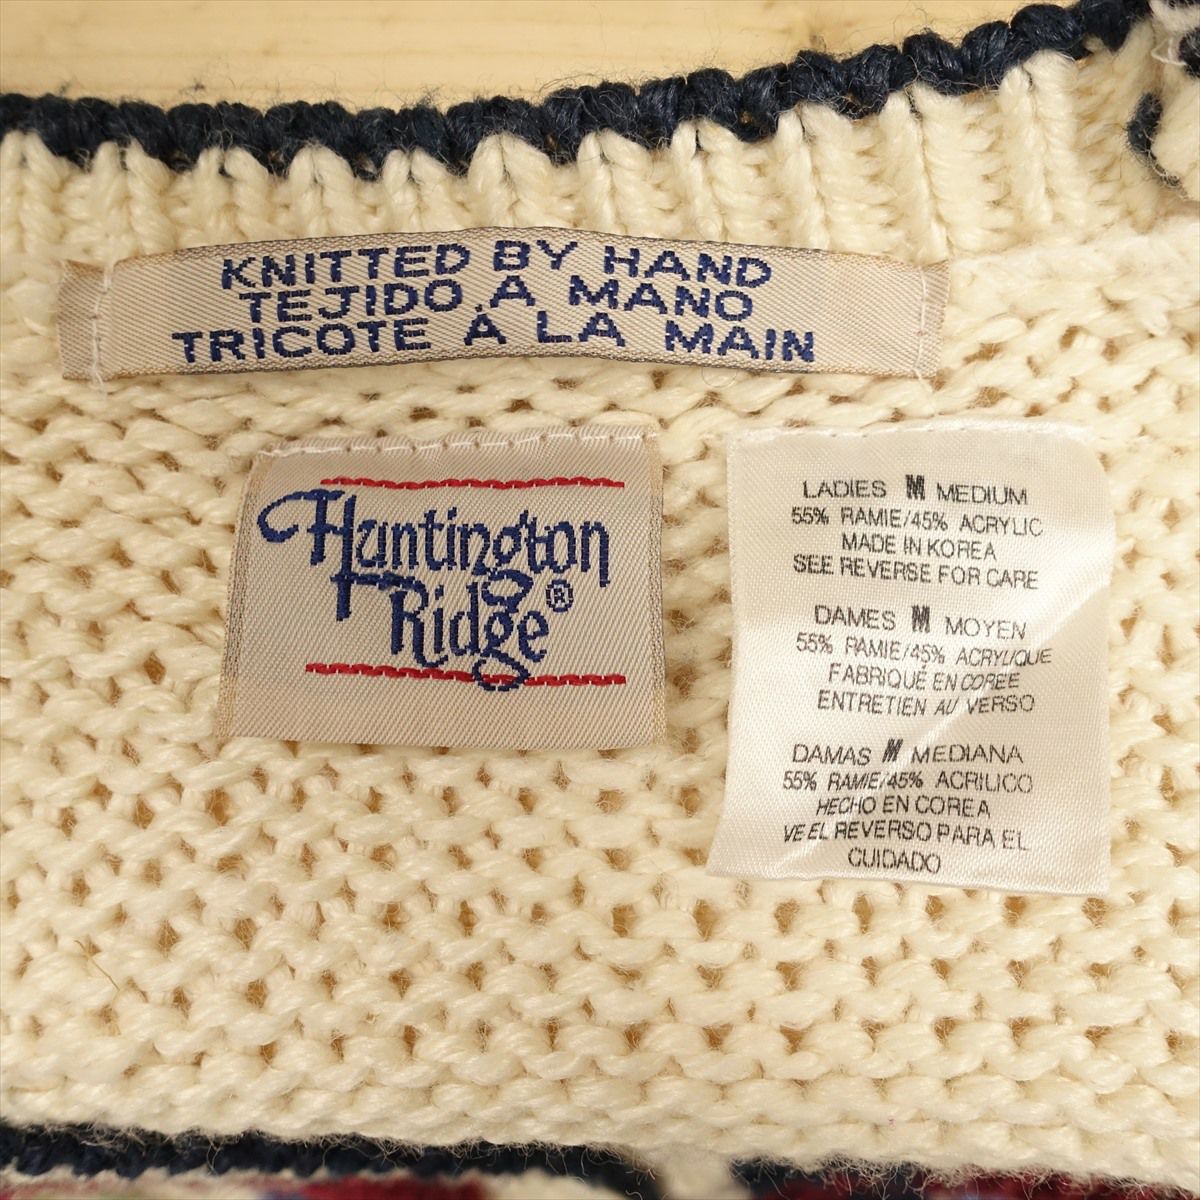 KNITTED BY HAND
TEJIDO A MANO
TRICOTE A LA MAIN
Huntington
Ridge®
LADIES M MEDIUM
55% RAMIE/45% ACRYLIC
MADE IN KOREA
SEE REVERSE FOR CARE
DAMES M MOYEN
55% RAMIE/45% ACRYLIQUE
FABRIQUE EN COREE
ENTRETIEN AU VERSO
DAMAS M MEDIANA
55% RAMIE/45% ACRILICO
HECHO EN COREA
VE EL REVERSO PARA EL
CUIDADO